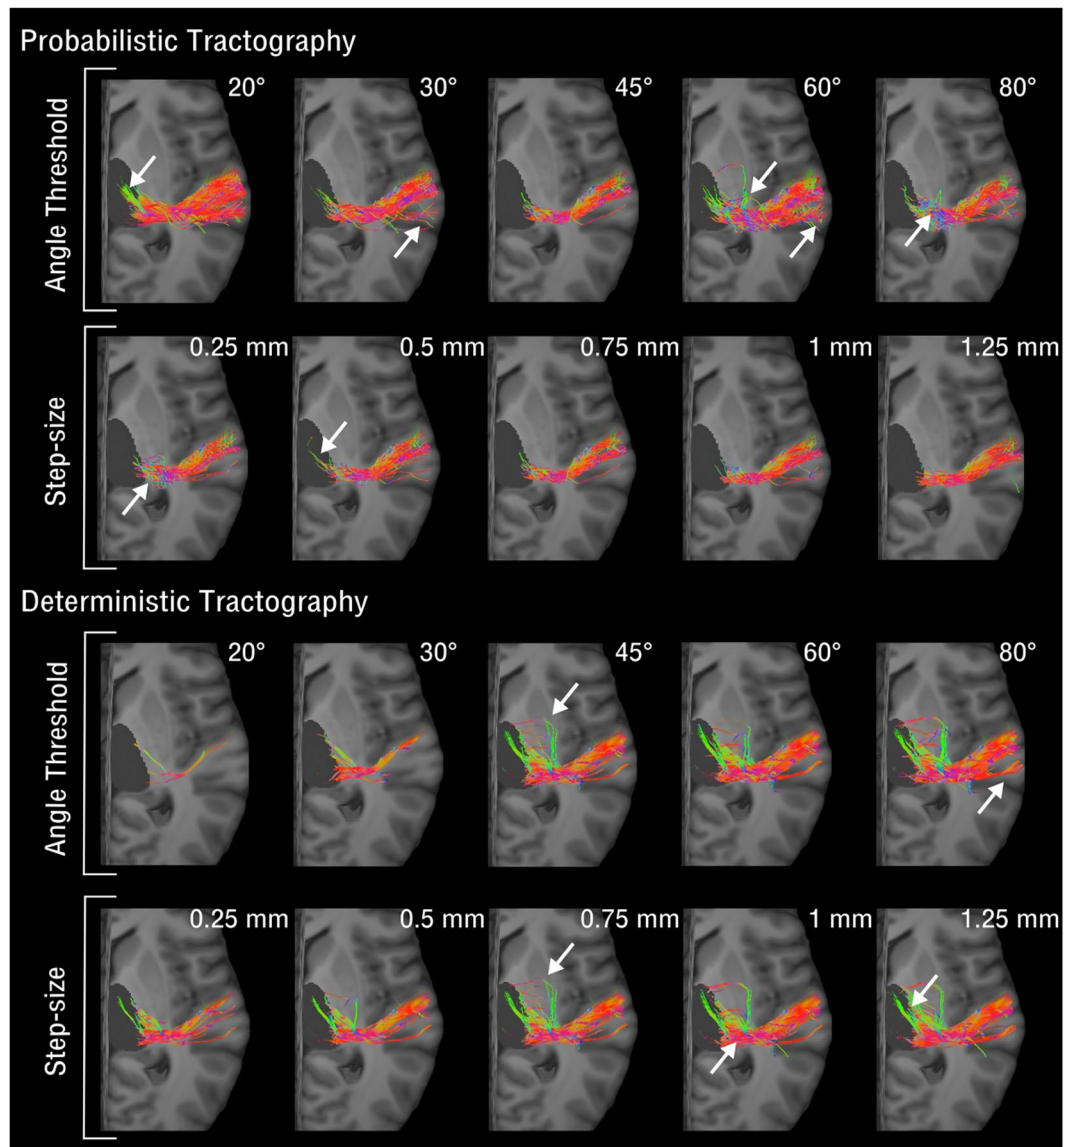 Probabilistic Tractography
Angle Threshold
20° 30° 45° 60° 80°
Step-size
0.25 mm 0.5 mm 0.75 mm 1 mm 1.25 mm
Deterministic Tractography
Angle Threshold
20° 30° 45° 60° 80°
Step-size
0.25 mm 0.5 mm 0.75 mm 1 mm 1.25 mm